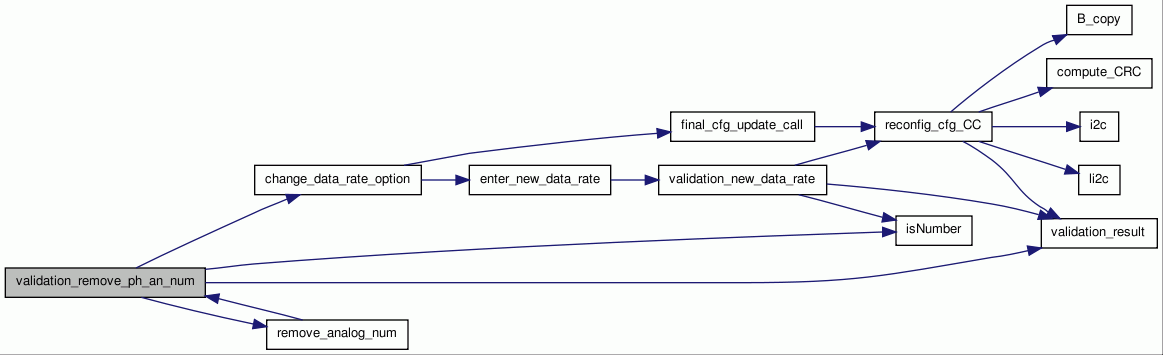 B_copy
compute_CRC
final_cfg_update_call
reconfig_cfg_CC
i2c
change_data_rate_option
enter_new_data_rate
validation_new_data_rate
li2c
isNumber
validation_result
validation_remove_ph_an_num
remove_analog_num